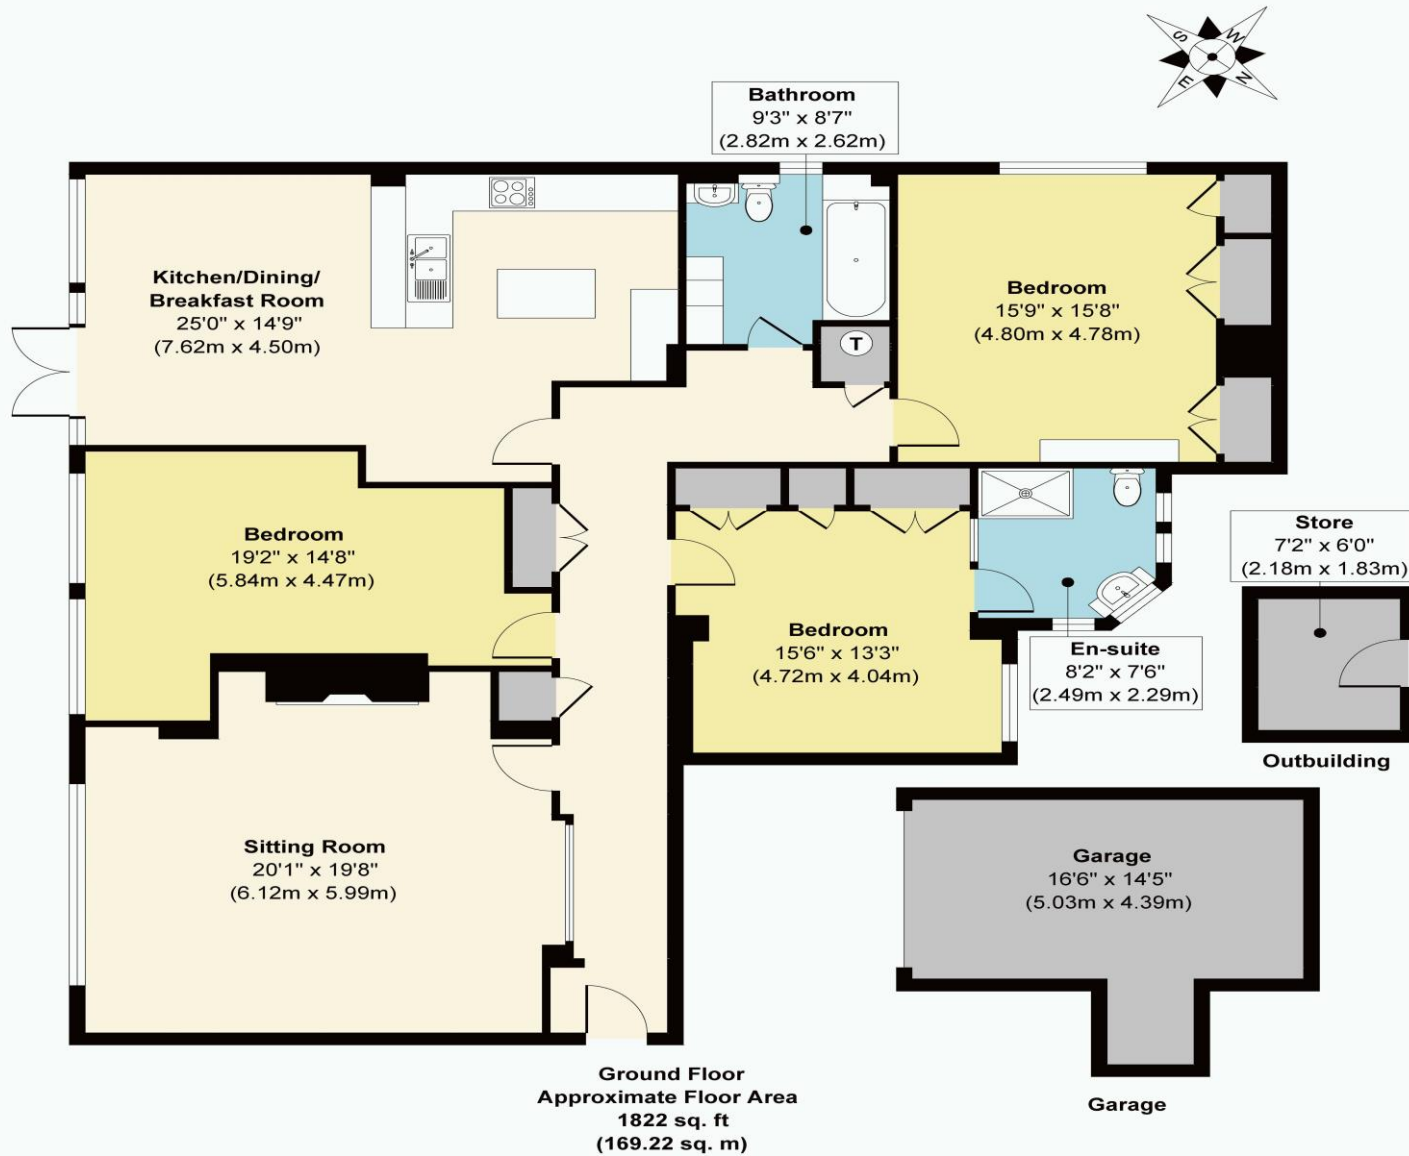 S
W
E
N
Bathroom
9'3" x 8'7"
(2.82m x 2.62m)
Kitchen/Dining/
Breakfast Room
25'0" x 14'9"
(7.62m x 4.50m)
Bedroom
15'9" x 15'8"
(4.80m x 4.78m)
T
Bedroom
19'2" x 14'8"
(5.84m x 4.47m)
Store
7'2" x 6'0"
(2.18m x 1.83m)
Bedroom
15'6" x 13'3"
(4.72m x 4.04m)
En-suite
8'2" x 7'6"
(2.49m x 2.29m)
Outbuilding
Sitting Room
20'1" x 19'8"
(6.12m x 5.99m)
Garage
16'6" x 14'5"
(5.03m x 4.39m)
Ground Floor
Approximate Floor Area
1822 sq. ft
(169.22 sq. m)
Garage